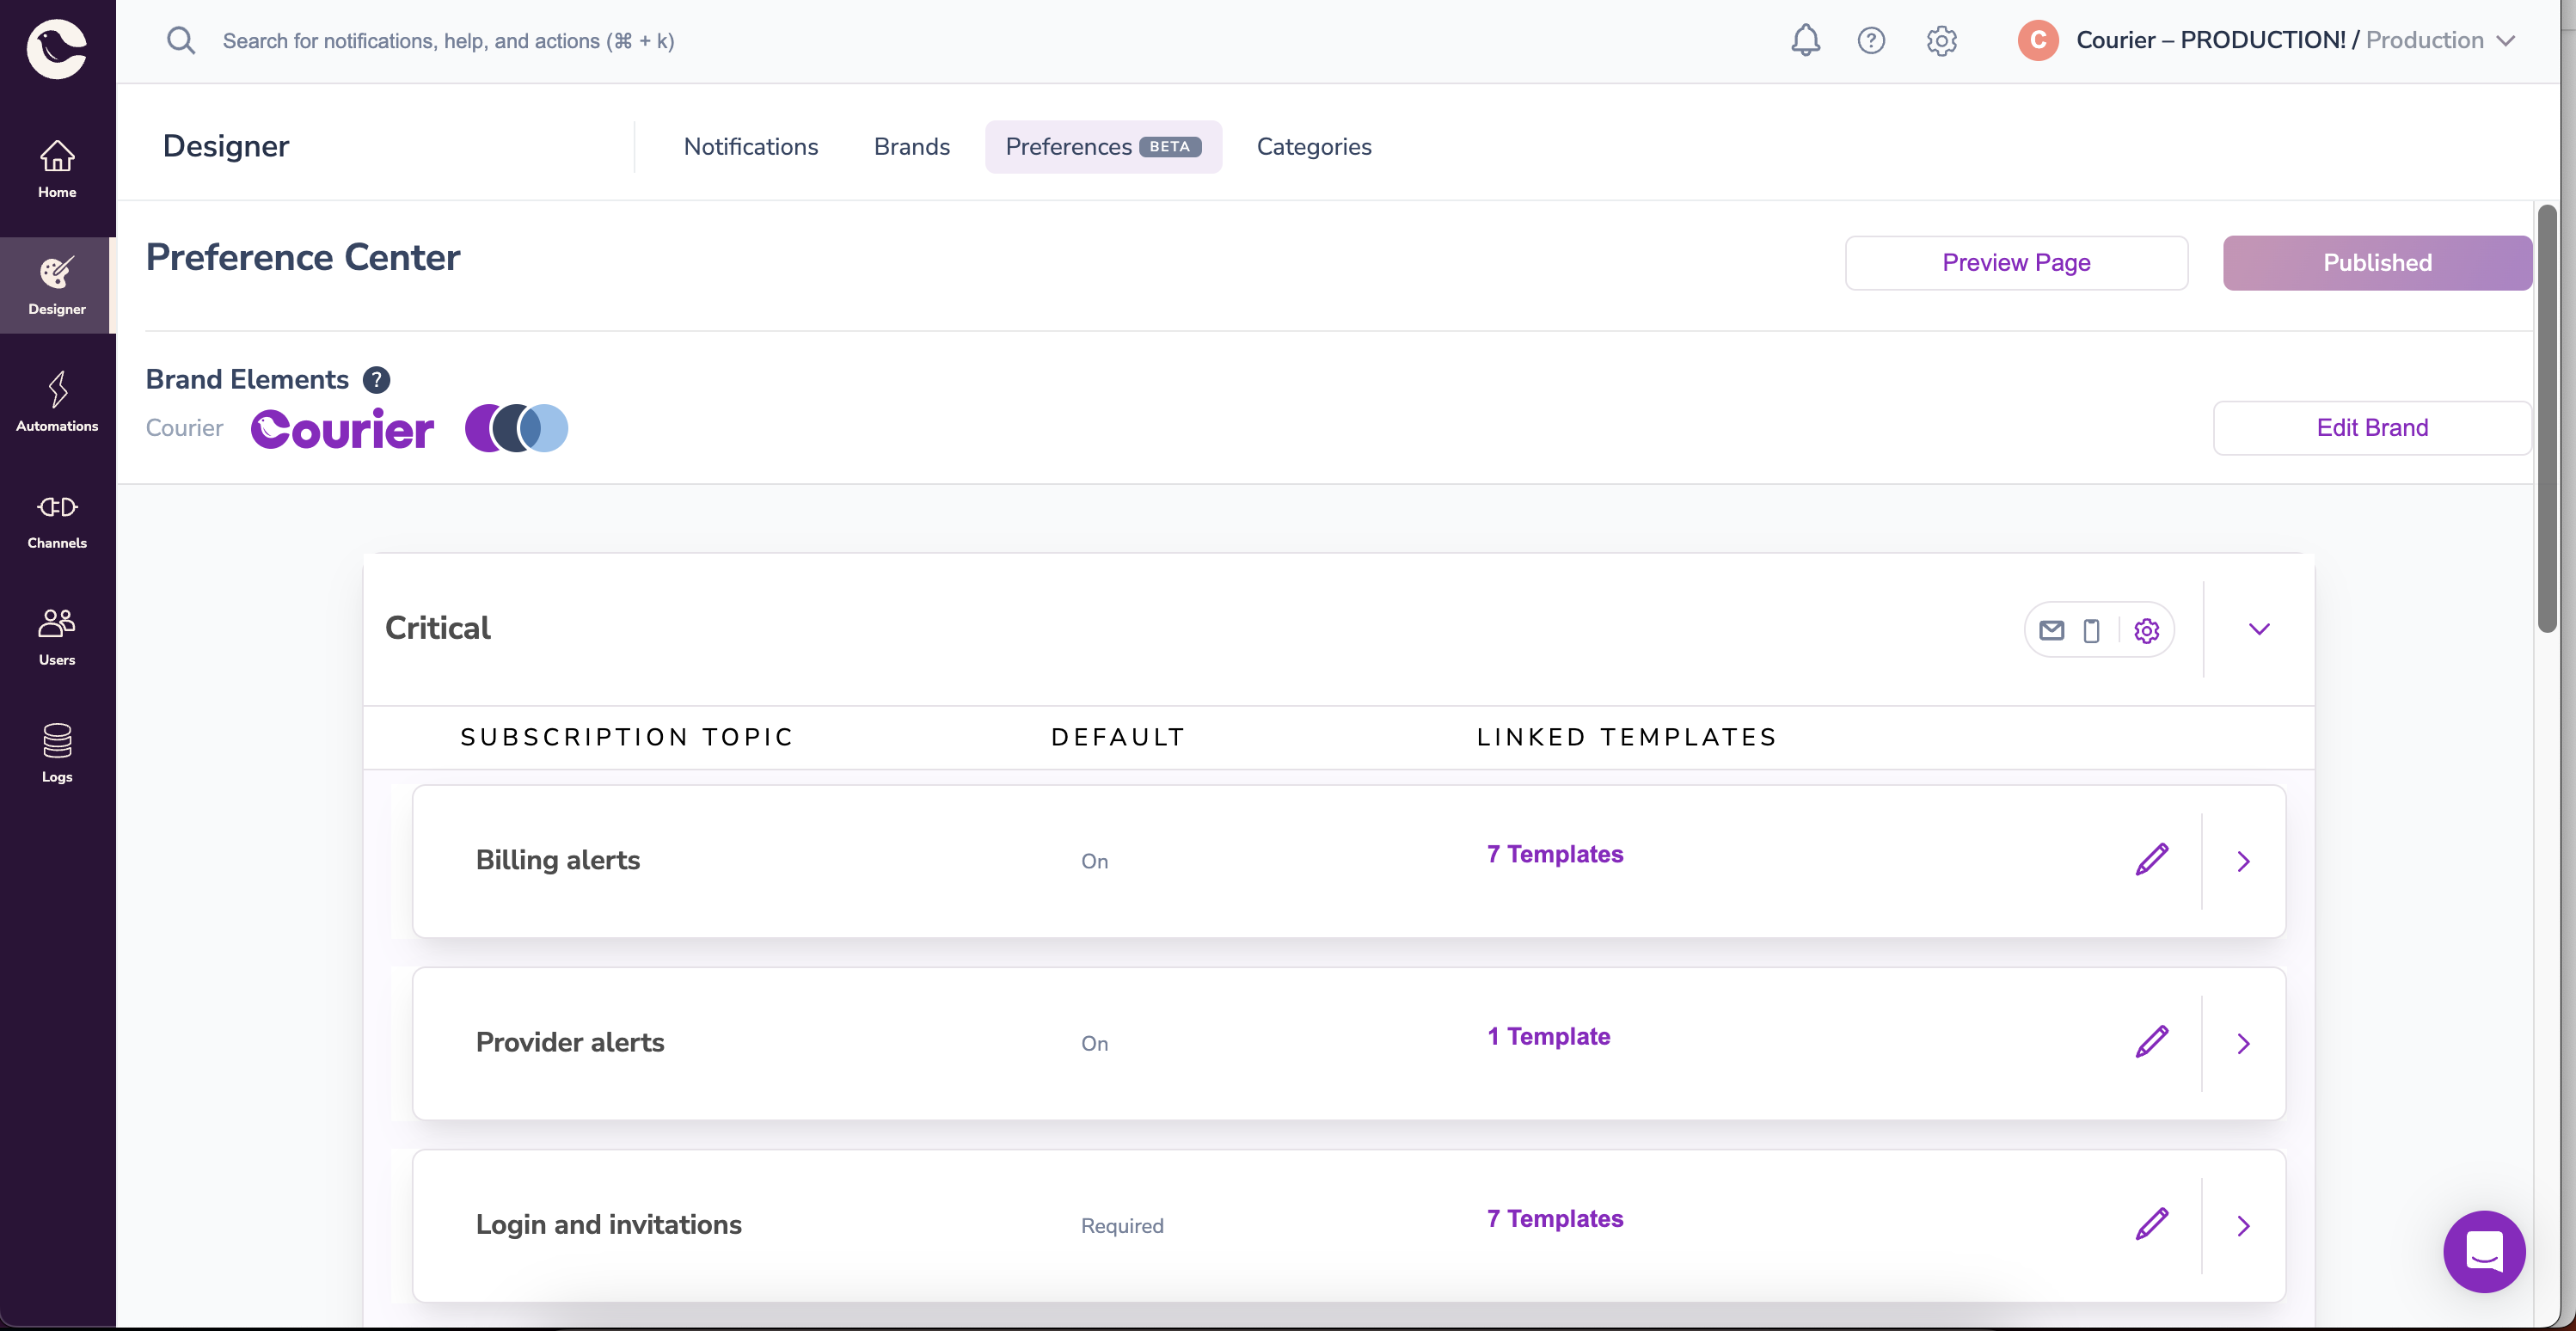 Search for notifications, help, and actions (⌘ + k)
C Courier – PRODUCTION! / Production
Home
Designer
Automations
Channels
Users
Logs
Designer
Notifications
Brands
Preferences BETA
Categories
Preference Center
Preview Page
Published
Brand Elements ?
Courier Courier
Edit Brand
Critical
SUBSCRIPTION TOPIC DEFAULT LINKED TEMPLATES
Billing alerts On 7 Templates
Provider alerts On 1 Template
Login and invitations Required 7 Templates